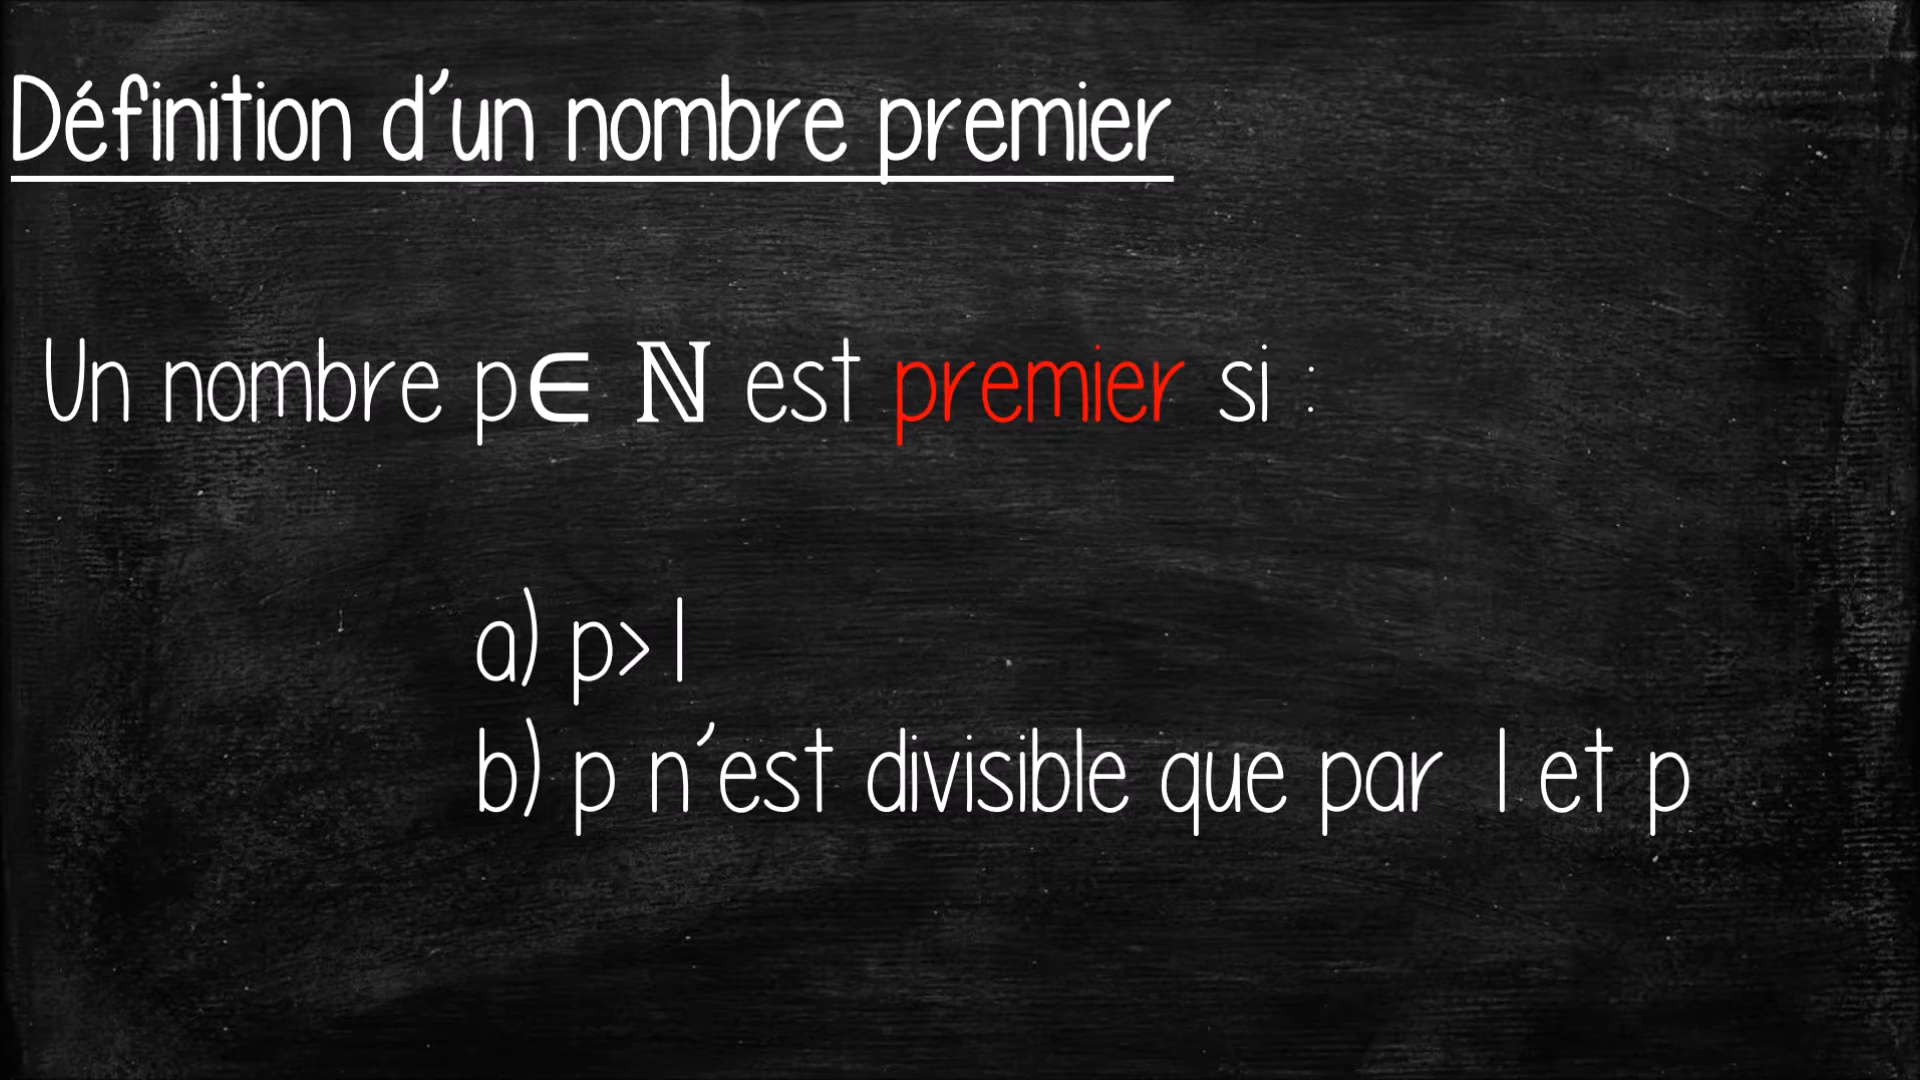 Définition d'un nombre premier
Un nombre p∈ ℕ est premier si :
a) p>1
b) p n'est divisible que par 1 et p